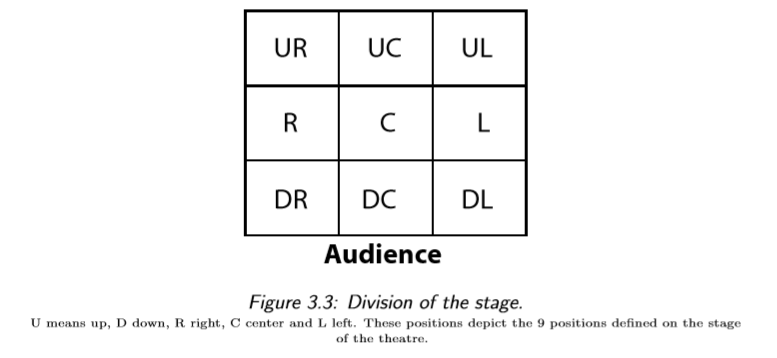 UR UC UL
R C L
DR DC DL
Audience
Figure 3.3: Division of the stage.
U means up, D down, R right, C center and L left. These positions depict the 9 positions defined on the stage
of the theatre.